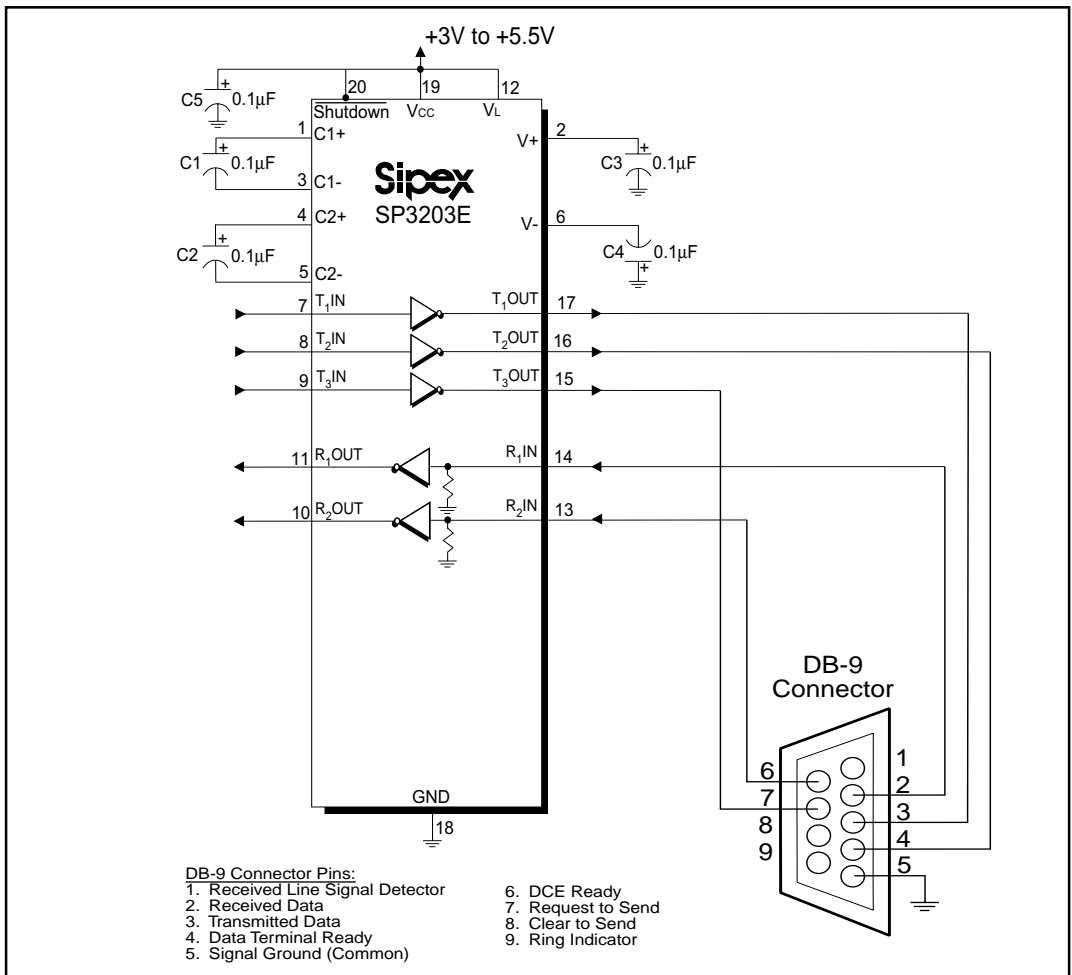 +3V to +5.5V
20
19
12
C5
+
0.1µF
Shutdown
VCC
VL
1
C1+
V+
2
C1
+
0.1µF
C3
+
0.1µF
3
C1-
Sipex
SP3203E
4
C2+
V-
6
C2
+
0.1µF
C4
0.1µF
+
5
C2-
7
T1IN
T1OUT
17
8
T2IN
T2OUT
16
9
T3IN
T3OUT
15
11
R1OUT
R1IN
14
10
R2OUT
R2IN
13
DB-9
Connector
1
6
2
7
3
8
4
9
5
GND
18
DB-9 Connector Pins:
1. Received Line Signal Detector
2. Received Data
3. Transmitted Data
4. Data Terminal Ready
5. Signal Ground (Common)
6. DCE Ready
7. Request to Send
8. Clear to Send
9. Ring Indicator